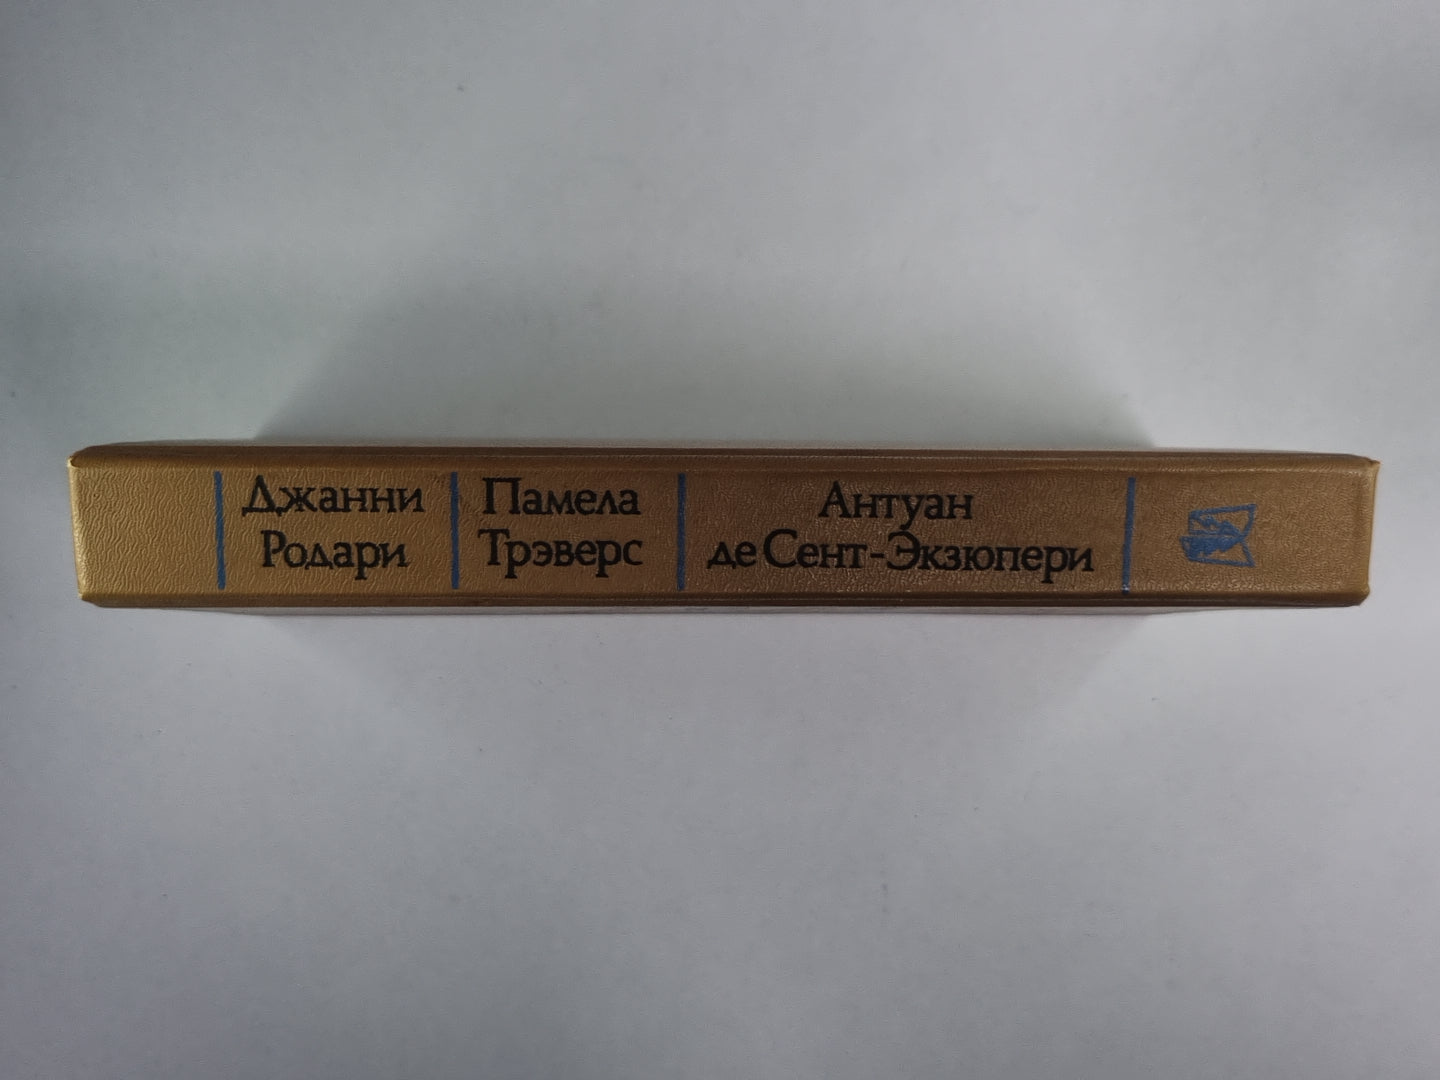 Джанни
Родари
Памела
Трэверс
Антуан
де Сент-Экзюпери